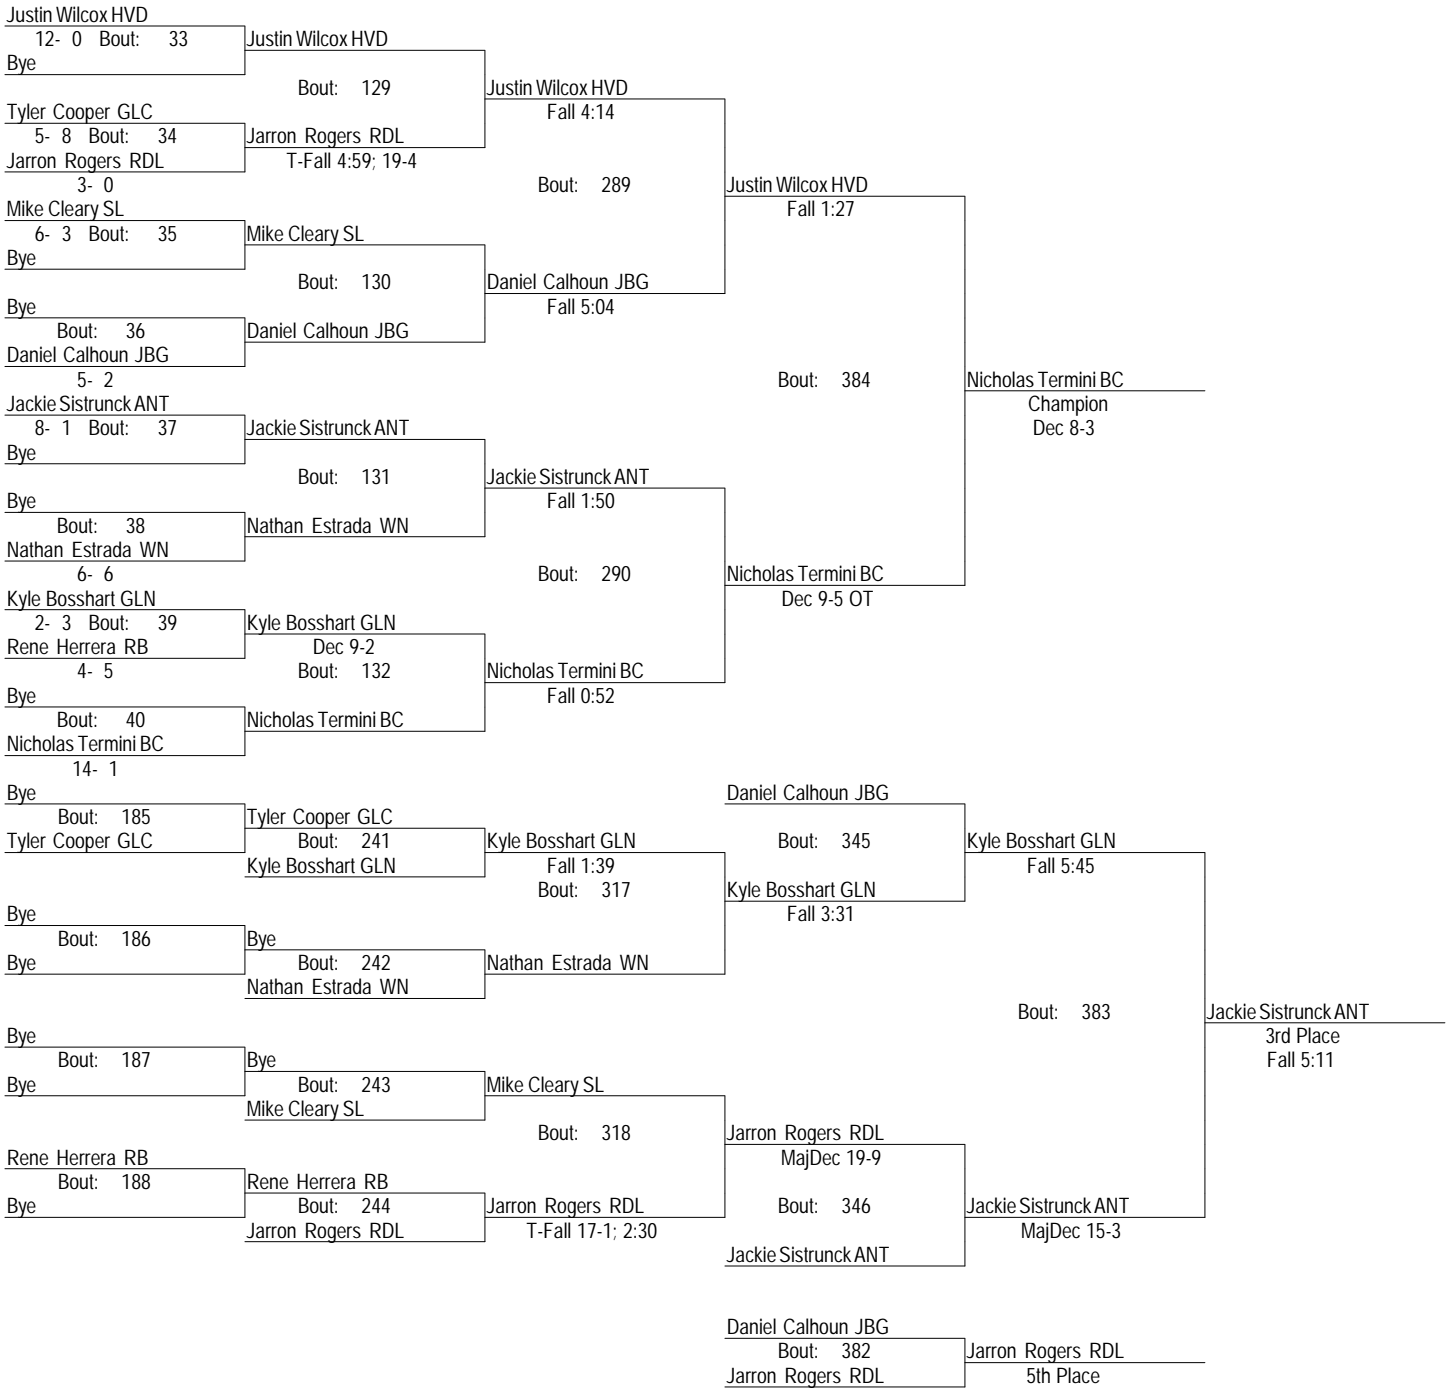 Justin Wilcox HVD
12- 0 Bout: 33 Justin Wilcox HVD
Bye
Bout: 129 Justin Wilcox HVD
Tyler Cooper GLC Fall 4:14
5- 8 Bout: 34 Jarron Rogers RDL
Jarron Rogers RDL T-Fall 4:59; 19-4
3- 0 Bout: 289 Justin Wilcox HVD
Mike Cleary SL Fall 1:27
6- 3 Bout: 35 Mike Cleary SL
Bye
Bout: 130 Daniel Calhoun JBG
Bye Fall 5:04
Bout: 36 Daniel Calhoun JBG
Daniel Calhoun JBG
5- 2 Bout: 384 Nicholas Termini BC
Jackie Sistrunck ANT Champion
8- 1 Bout: 37 Jackie Sistrunck ANT Dec 8-3
Bye
Bout: 131 Jackie Sistrunck ANT
Bye Fall 1:50
Bout: 38 Nathan Estrada WN
Nathan Estrada WN
6- 6 Bout: 290 Nicholas Termini BC
Kyle Bosshart GLN Dec 9-5 OT
2- 3 Bout: 39 Kyle Bosshart GLN
Rene Herrera RB Dec 9-2
4- 5 Bout: 132 Nicholas Termini BC
Bye Fall 0:52
Bout: 40 Nicholas Termini BC
Nicholas Termini BC
14- 1
Bye Daniel Calhoun JBG
Bout: 185 Tyler Cooper GLC
Tyler Cooper GLC Bout: 241 Kyle Bosshart GLN Bout: 345 Kyle Bosshart GLN
Kyle Bosshart GLN Fall 1:39 Fall 5:45
Bout: 317 Kyle Bosshart GLN
Bye Fall 3:31
Bout: 186 Bye
Bye Bout: 242 Nathan Estrada WN
Nathan Estrada WN
Bout: 383 Jackie Sistrunck ANT
Bye 3rd Place
Bout: 187 Bye Fall 5:11
Bye Bout: 243 Mike Cleary SL
Mike Cleary SL
Bout: 318 Jarron Rogers RDL
Rene Herrera RB MajDec 19-9
Bout: 188 Rene Herrera RB
Bye Bout: 244 Jarron Rogers RDL Bout: 346 Jackie Sistrunck ANT
Jarron Rogers RDL T-Fall 17-1; 2:30 MajDec 15-3
Jackie Sistrunck ANT
Daniel Calhoun JBG
Bout: 382 Jarron Rogers RDL
Jarron Rogers RDL 5th Place